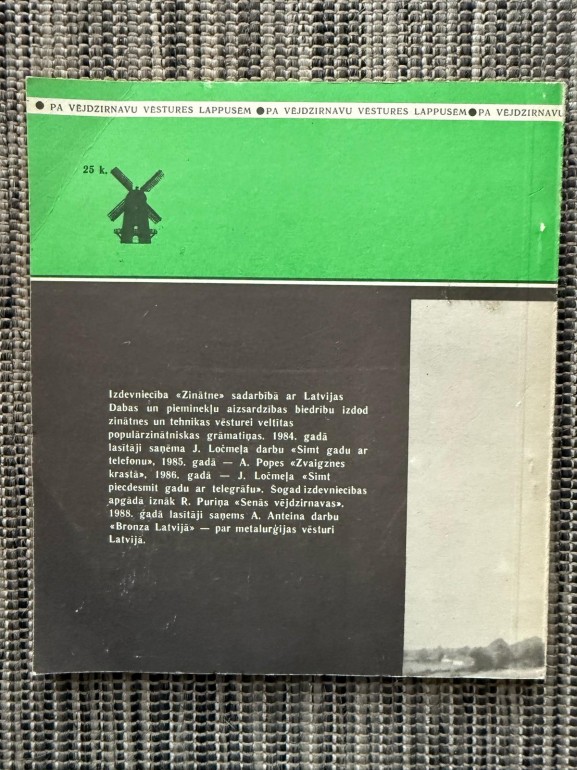 ● PA VĒJDZIRNAVU VĒSTURES LAPPUSĒM ● PA VĒJDZIRNAVU VĒSTURES LAPPUSĒM ● PA VĒJDZIRNAVU
25 k.
Izdevniecība «Zinātne» sadarbībā ar Latvijas
Dabas un pieminekļu aizsardzības biedrību izdod
zinātnes un tehnikas vēsturei veltītas
populārzinātniskas grāmatiņas. 1984. gadā
lasītāji saņēma J. Ločmeļa darbu «Simt gadu ar
telefonu», 1985. gadā — A. Popes «Zvaigznes
krastā», 1986. gadā — J. Ločmeļa «Simt
piecdesmit gadu ar telegrāfu». Šogad izdevniecības
apgādā iznāk R. Puriņa «Senās vējdzirnavas».
1988. gadā lasītāji saņems A. Anteina darbu
«Bronza Latvijā» — par metalurģijas vēsturi
Latvijā.